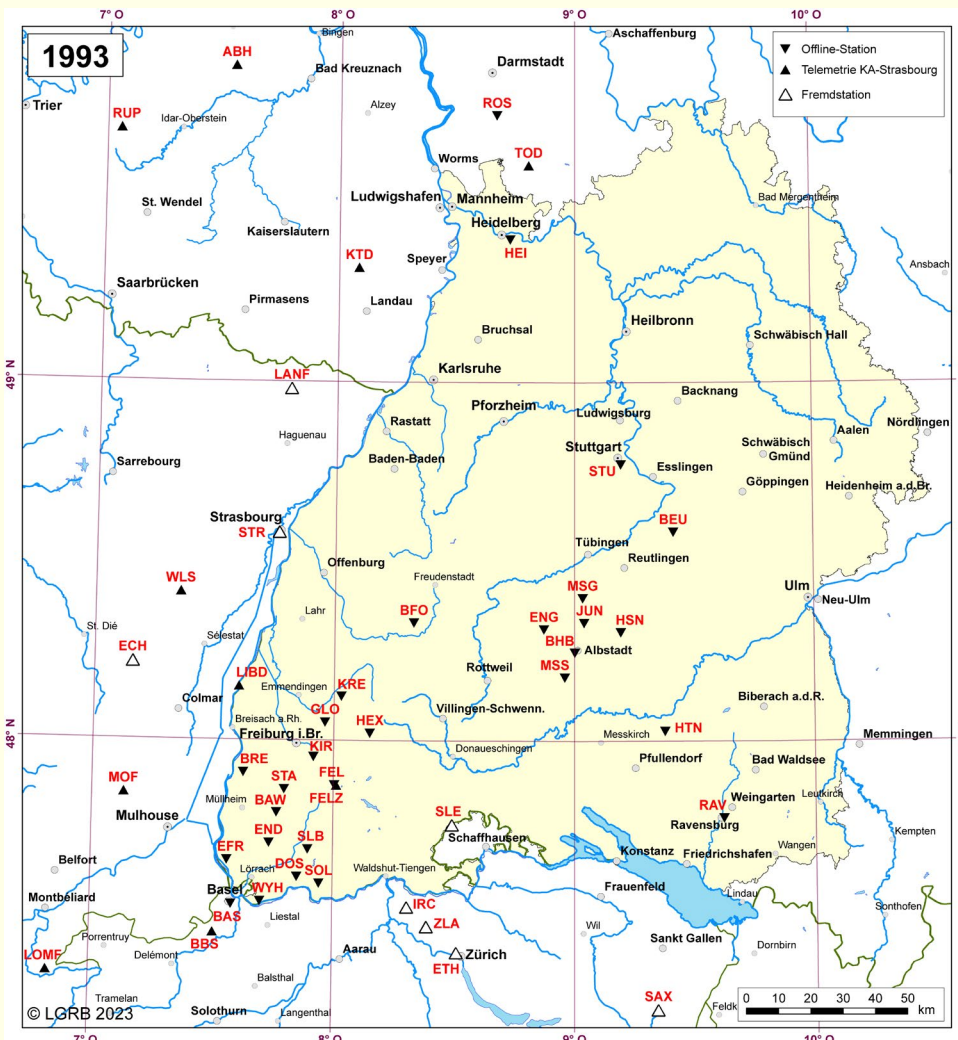 7° O
8° O
9° O
10° O
1993
Offline-Station
Telemetrie KA-Strasbourg
Fremdstation
Bingen
Aschaffenburg
ABH
Darmstadt
Bad Kreuznach
Trier
RUP
Idar-Oberstein
Alzey
ROS
Worms
TOD
St. Wendel
Ludwigshafen
Mannheim
Bad Mergentheim
Kaiserslautern
Heidelberg
HEI
KTD
Speyer
Ansbach
Saarbrücken
Pirmasens
Landau
Heilbronn
Bruchsal
Schwäbisch Hall
49° N
LANF
Karlsruhe
Backnang
Pforzheim
Ludwigsburg
Rastatt
Nördlingen
Aalen
Haguenau
Stuttgart
Schwäbisch
Gmünd
Sarrebourg
Baden-Baden
STU
Esslingen
Göppingen
Heidenheim a.d.Br.
Strasbourg
STR
BEU
Tübingen
Reutlingen
Offenburg
Freudenstadt
WLS
MSG
Ulm
Neu-Ulm
Lahr
BFO
ENG
JUN
HSN
St. Dié
Sélestat
ECH
BHB
Albstadt
LIBD
Emmendingen
KRE
Rottweil
MSS
Colmar
Biberach a.d.R.
GLO
Villingen-Schwenn.
Breisach a.Rh.
HEX
HTN
48° N
Freiburg i.Br.
KIR
Donaueschingen
Messkirch
Memmingen
BRE
Pfullendorf
Bad Waldsee
MOF
STA
FEL
Müllheim
BAW
FELZ
Leutkirch
Weingarten
RAV
Mulhouse
SLE
Ravensburg
END
SLB
Schaffhausen
Kempten
EFR
Wangen
Belfort
DOS
SOL
Konstanz
Friedrichshafen
Lörrach
Waldshut-Tiengen
Basel
WYH
Montbéliard
BAS
Liestal
IRC
Frauenfeld
Lindau
Sonthofen
BBS
ZLA
Wil
Porrentruy
Delémont
Aarau
Sankt Gallen
Dornbirn
LOMF
ETH
Zürich
Balsthal
Tramelan
SAX
Feldk
0 10 20 30 40 50
km
© LGRB 2023
Solothurn
Langenthal
7° O
8° O
9° O
10° O